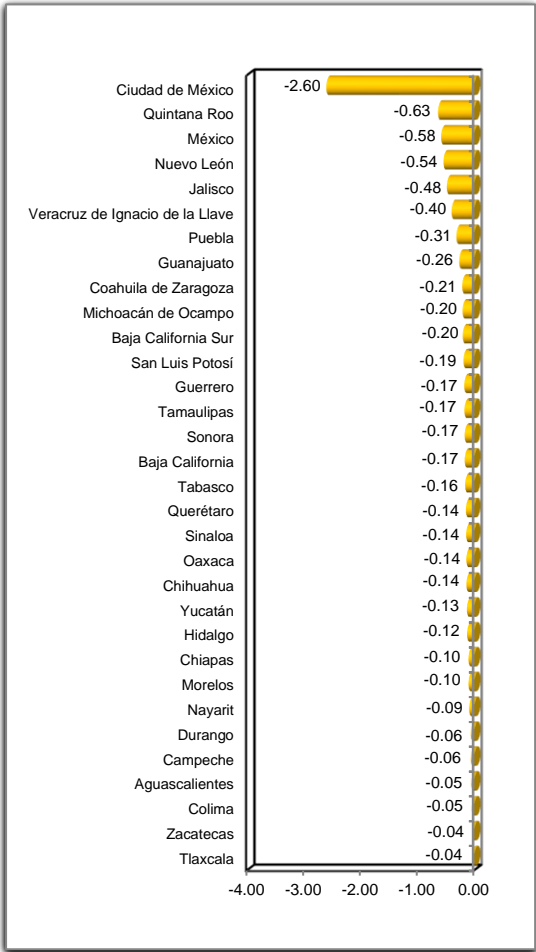 Ciudad de México -2.60
Quintana Roo -0.63
México -0.58
Nuevo León -0.54
Jalisco -0.48
Veracruz de Ignacio de la Llave -0.40
Puebla -0.31
Guanajuato -0.26
Coahuila de Zaragoza -0.21
Michoacán de Ocampo -0.20
Baja California Sur -0.20
San Luis Potosí -0.19
Guerrero -0.17
Tamaulipas -0.17
Sonora -0.17
Baja California -0.17
Tabasco -0.16
Querétaro -0.14
Sinaloa -0.14
Oaxaca -0.14
Chihuahua -0.14
Yucatán -0.13
Hidalgo -0.12
Chiapas -0.10
Morelos -0.10
Nayarit -0.09
Durango -0.06
Campeche -0.06
Aguascalientes -0.05
Colima -0.05
Zacatecas -0.04
Tlaxcala -0.04
-4.00 -3.00 -2.00 -1.00 0.00